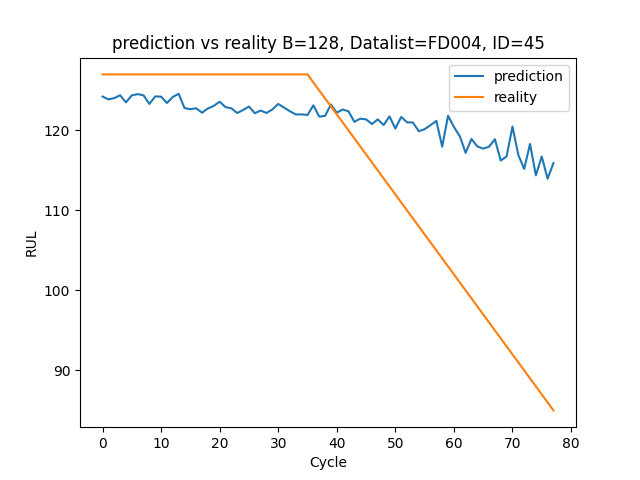 prediction vs reality B=128, Datalist=FD004, ID=45
prediction
reality
120
110
100
90
RUL
0 10 20 30 40 50 60 70 80
Cycle